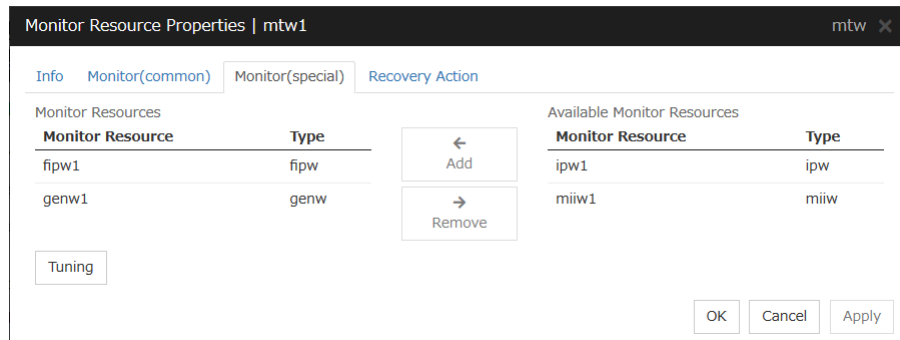 Monitor Resource Properties | mtw1 mtw ×
Info Monitor(common) Monitor(special) Recovery Action
Monitor Resources Available Monitor Resources
Monitor Resource Type Monitor Resource Type
fipw1 fipw ← Add ipw1 ipw
genw1 genw → Remove miiw1 miiw
Tuning
OK Cancel Apply